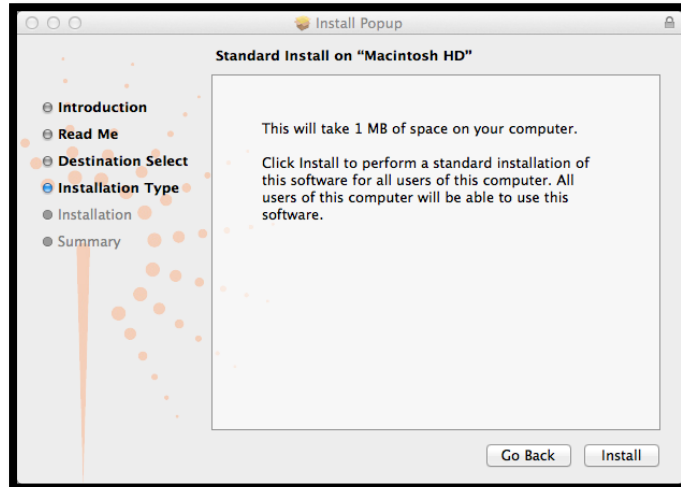 Install Popup
Standard Install on “Macintosh HD”
Introduction
Read Me
Destination Select
Installation Type
Installation
Summary
This will take 1 MB of space on your computer.
Click Install to perform a standard installation of
this software for all users of this computer. All
users of this computer will be able to use this
software.
Go Back
Install